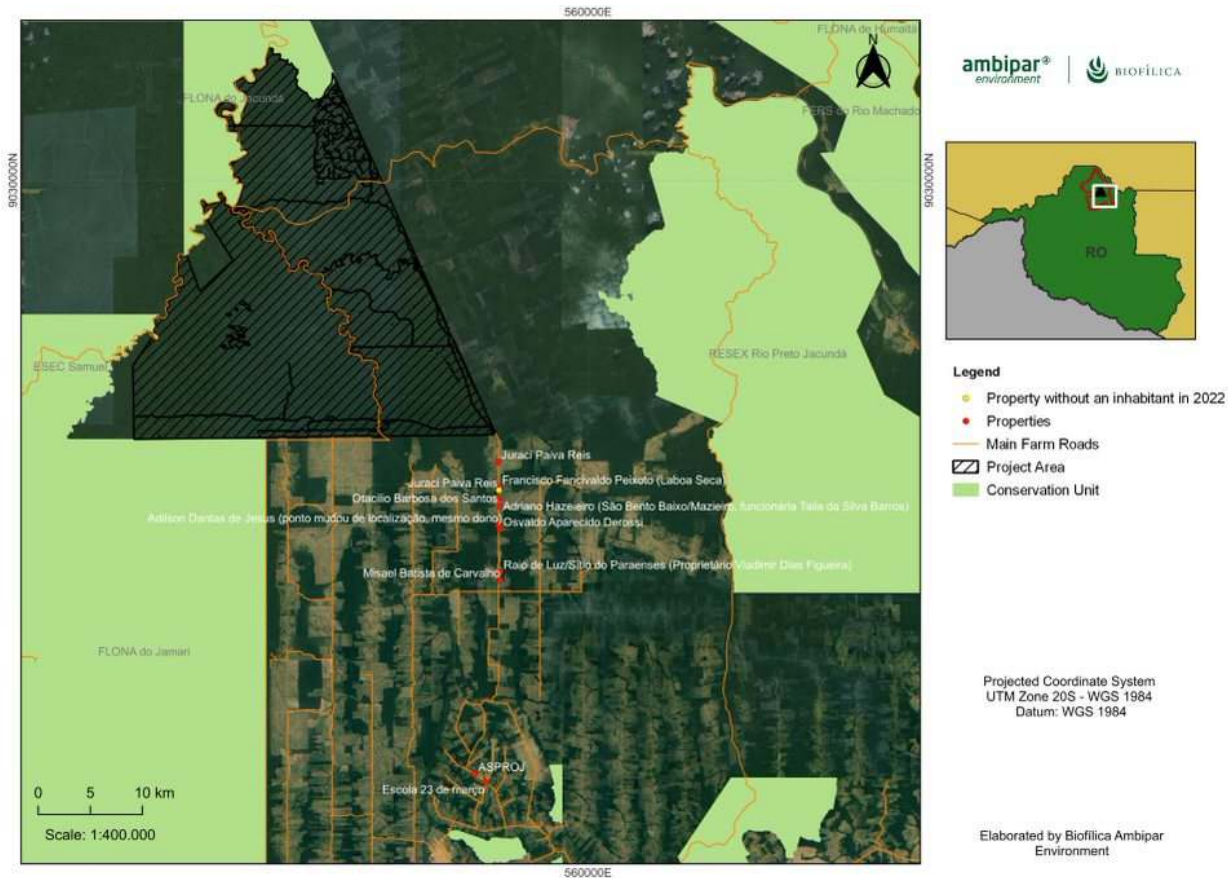 560000E
9030000N
FLONA de Humaitá
N
FLONA do Jacundá
FERS do Rio Machado
ESEC Samuel
RESEX Rio Preto Jacundá
Juraci Paiva Reis
Juraci Paiva Reis
Francisco Fancivaldo Peixoto (Laboa Seca)
Otacilio Barbosa dos Santos
Adriano Hazeieiro (São Bento Baixo/Mazieiro, funcionária Taila da Silva Barros)
Adilson Dantas de Jesus (ponto mudou de localização, mesmo dono)
Osvaldo Aparecido Derossi
Raio de Luz/Sítio do Paraenses (Proprietário Vladimir Dias Figueira)
Misael Batista de Carvalho
FLONA do Jamari
ASPROJ
Escola 23 de março
0 5 10 km
Scale: 1:400.000
9030000N
560000E
ambipar
environment
BIOFÍLICA
RO
Legend
Property without an inhabitant in 2022
Properties
Main Farm Roads
Project Area
Conservation Unit
Projected Coordinate System
UTM Zone 20S - WGS 1984
Datum: WGS 1984
Elaborated by Biofílica Ambipar
Environment